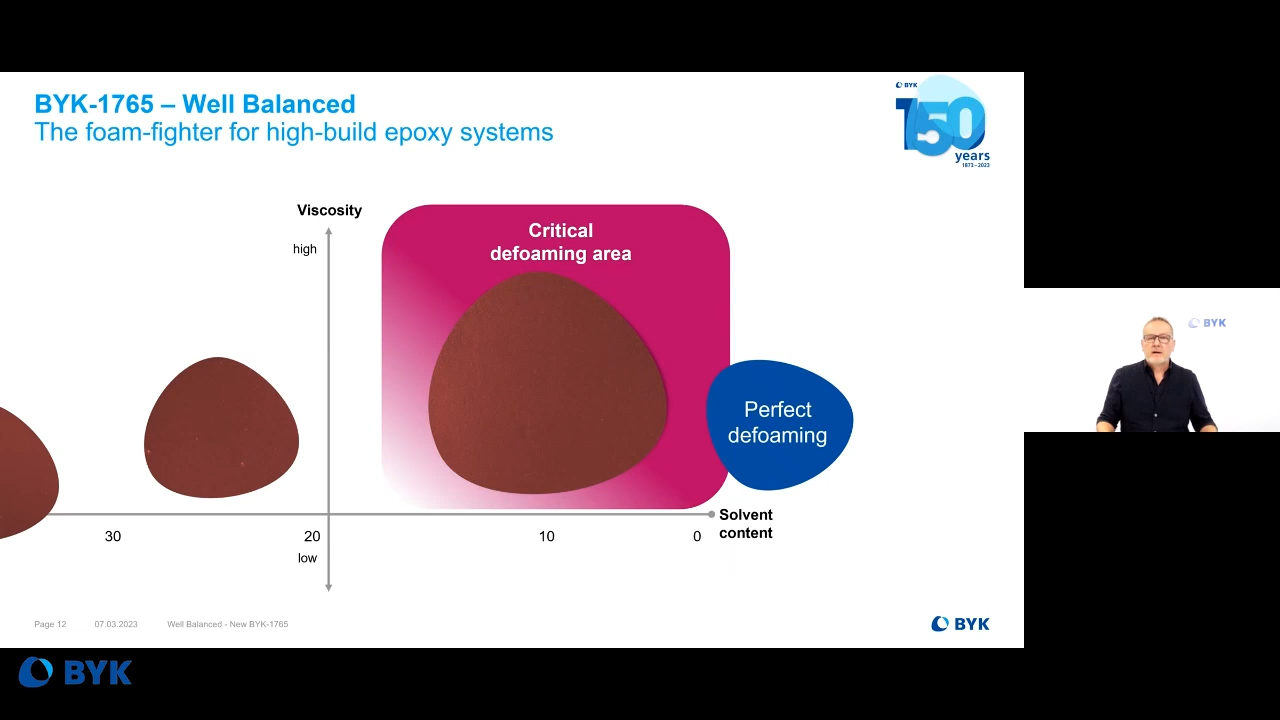 BYK-1765 – Well Balanced
The foam-fighter for high-build epoxy systems
BYK
150
years
1873–2023
Viscosity
high
Critical
defoaming area
Perfect
defoaming
Solvent
content
30
20
10
0
low
Page 12
07.03.2023
Well Balanced - New BYK-1765
BYK
BYK
BYK